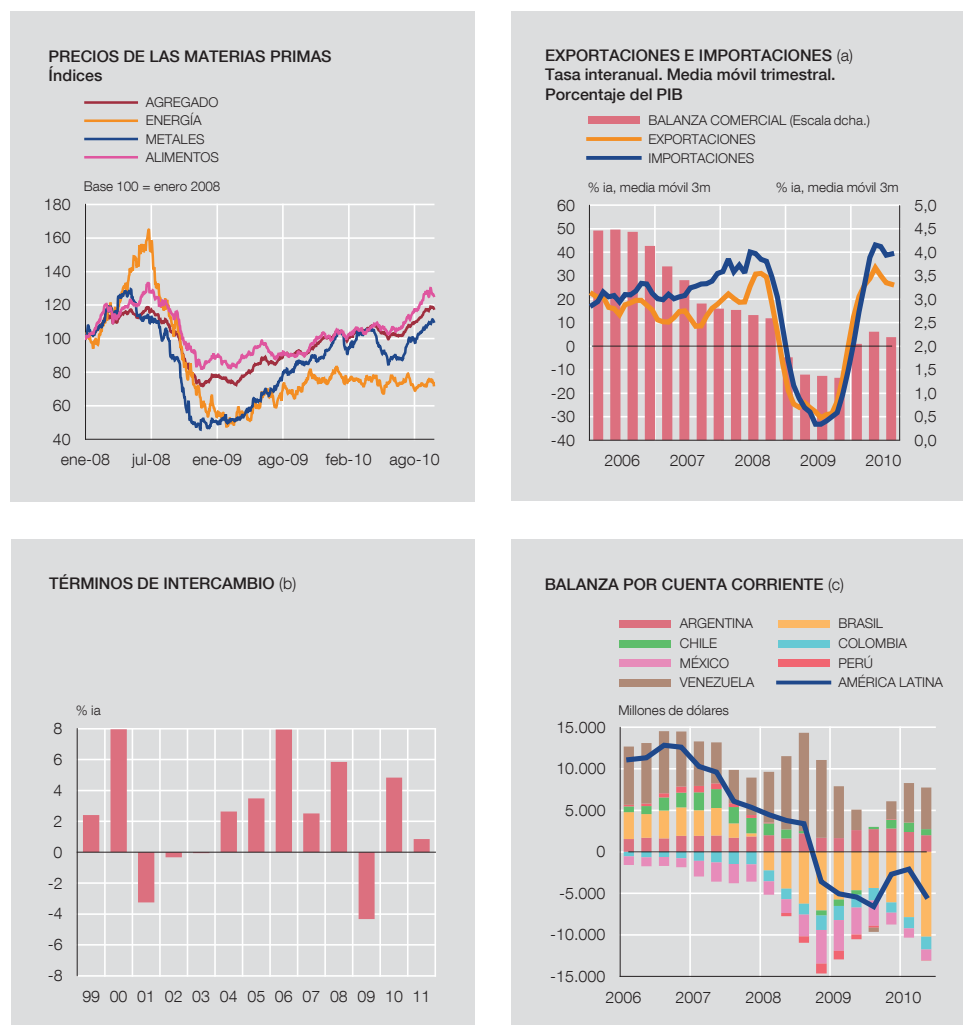 PRECIOS DE LAS MATERIAS PRIMAS
Índices
AGREGADO
ENERGÍA
METALES
ALIMENTOS
Base 100 = enero 2008
180
160
140
120
100
80
60
40
ene-08 jul-08 ene-09 ago-09 feb-10 ago-10
EXPORTACIONES E IMPORTACIONES (a)
Tasa interanual. Media móvil trimestral.
Porcentaje del PIB
BALANZA COMERCIAL (Escala dcha.)
EXPORTACIONES
IMPORTACIONES
% ia, media móvil 3m % ia, media móvil 3m
60 5,0
50 4,5
40 4,0
30 3,5
20 3,0
10 2,5
0 2,0
-10 1,5
-20 1,0
-30 0,5
-40 0,0
2006 2007 2008 2009 2010
TÉRMINOS DE INTERCAMBIO (b)
% ia
8
6
4
2
0
-2
-4
-6
-8
99 00 01 02 03 04 05 06 07 08 09 10 11
BALANZA POR CUENTA CORRIENTE (c)
ARGENTINA BRASIL
CHILE COLOMBIA
MÉXICO PERÚ
VENEZUELA AMÉRICA LATINA
Millones de dólares
15.000
10.000
5.000
0
-5.000
-10.000
-15.000
2006 2007 2008 2009 2010